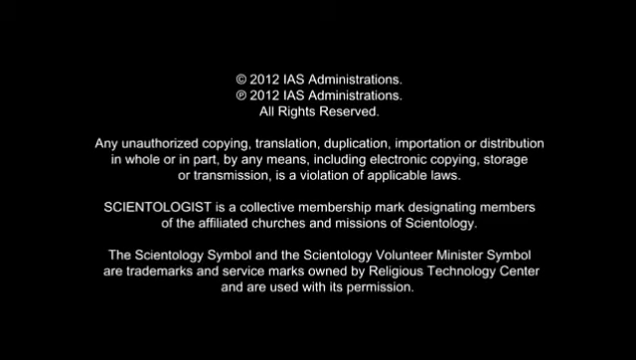 © 2012 IAS Administrations.
℗ 2012 IAS Administrations.
All Rights Reserved.
Any unauthorized copying, translation, duplication, importation or distribution
in whole or in part, by any means, including electronic copying, storage
or transmission, is a violation of applicable laws.
SCIENTOLOGIST is a collective membership mark designating members
of the affiliated churches and missions of Scientology.
The Scientology Symbol and the Scientology Volunteer Minister Symbol
are trademarks and service marks owned by Religious Technology Center
and are used with its permission.